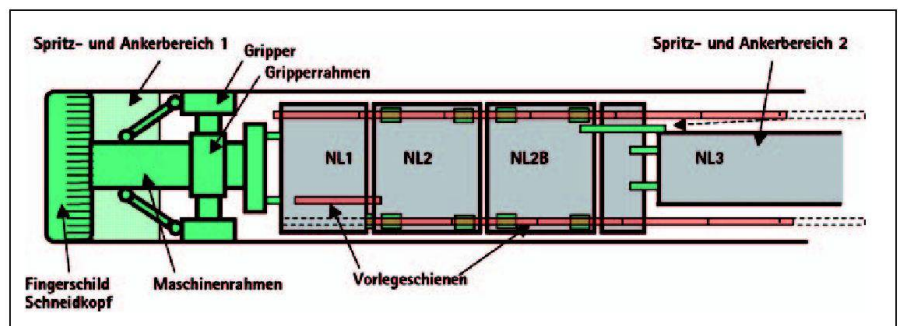 Spritz- und Ankerbereich 1
Gripper
Gripperrahmen
Spritz- und Ankerbereich 2
NL1
NL2
NL2B
NL3
Fingerschild
Schneidkopf
Maschinenrahmen
Vorlegeschienen